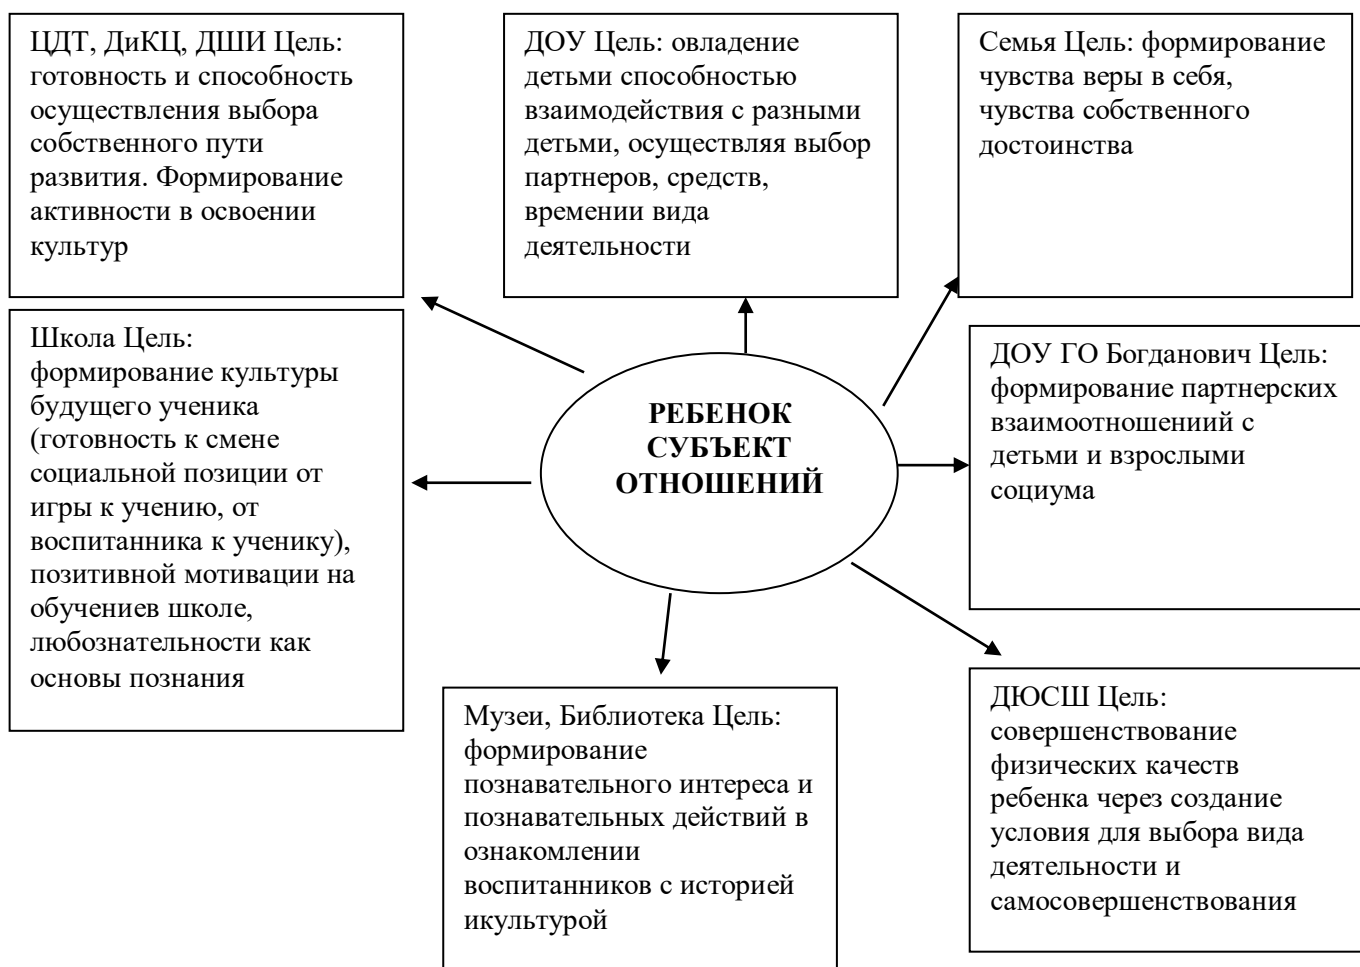 ЦДТ, ДиКЦ, ДШИ Цель:
готовность и способность
осуществления выбора
собственного пути
развития. Формирование
активности в освоении
культур
ДОУ Цель: овладение
детьми способностью
взаимодействия с разными
детьми, осуществляя выбор
партнеров, средств,
времении вида
деятельности
Семья Цель: формирование
чувства веры в себя,
чувства собственного
достоинства
Школа Цель:
формирование культуры
будущего ученика
(готовность к смене
социальной позиции от
игры к учению, от
воспитанника к ученику),
позитивной мотивации на
обучениев школе,
любознательности как
основы познания
РЕБЕНОК
СУБЪЕКТ
ОТНОШЕНИЙ
ДОУ ГО Богданович Цель:
формирование партнерских
взаимоотношениий с
детьми и взрослыми
социума
Музеи, Библиотека Цель:
формирование
познавательного интереса и
познавательных действий в
ознакомлении
воспитанников с историей
икультурой
ДЮСШ Цель:
совершенствование
физических качеств
ребенка через создание
условия для выбора вида
деятельности и
самосовершенствования